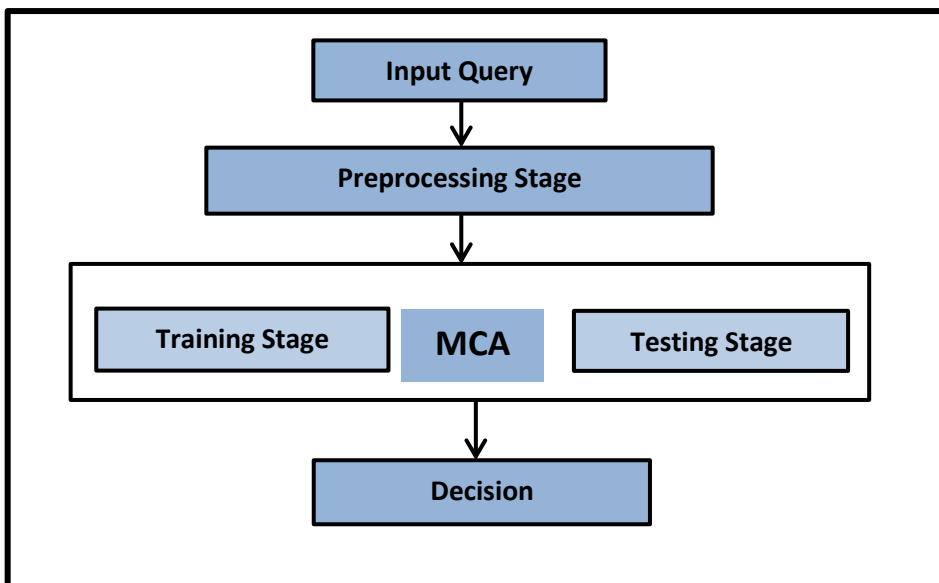 Input Query
Preprocessing Stage
Training Stage
MCA
Testing Stage
Decision